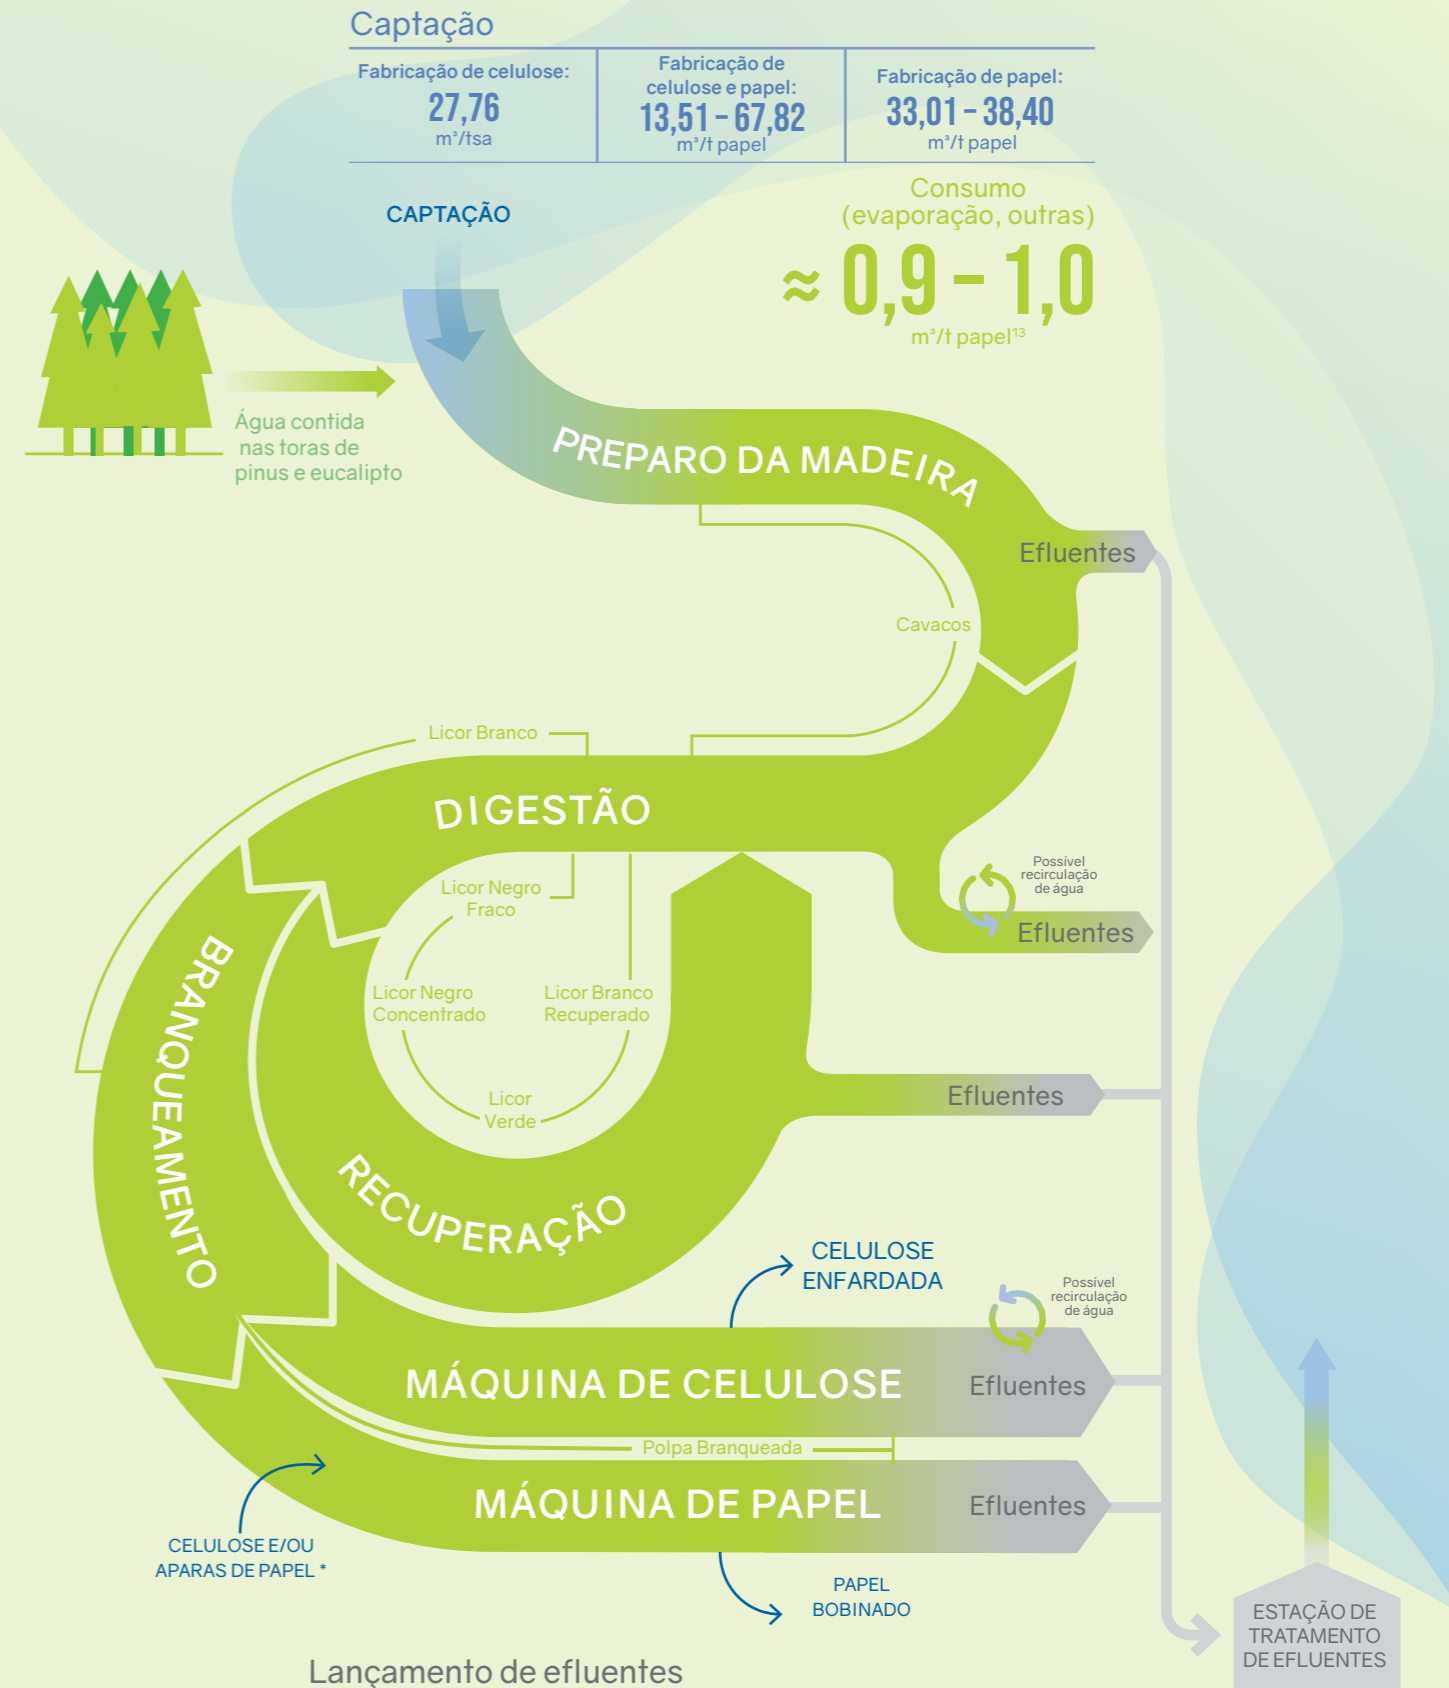 Captação
Fabricação de celulose:
27,76
m³/tsa
Fabricação de
celulose e papel:
13,51 – 67,82
m³/t papel
Fabricação de papel:
33,01 – 38,40
m³/t papel
Consumo
(evaporação, outras)
≈ 0,9 – 1,0
m³/t papel¹³
CAPTAÇÃO
Água contida
nas toras de
pinus e eucalipto
PREPARO DA MADEIRA
Efluentes
Cavacos
Licor Branco
DIGESTÃO
Possível
recirculação
de água
Efluentes
Licor Negro
Fraco
Licor Negro
Concentrado
Licor Branco
Recuperado
Licor
Verde
BRANQUEAMENTO
Efluentes
RECUPERAÇÃO
CELULOSE
ENFARDADA
Possível
recirculação
de água
MÁQUINA DE CELULOSE
Efluentes
Polpa Branqueada
MÁQUINA DE PAPEL
Efluentes
CELULOSE E/OU
APARAS DE PAPEL *
PAPEL
BOBINADO
ESTAÇÃO DE
TRATAMENTO
DE EFLUENTES
Lançamento de efluentes